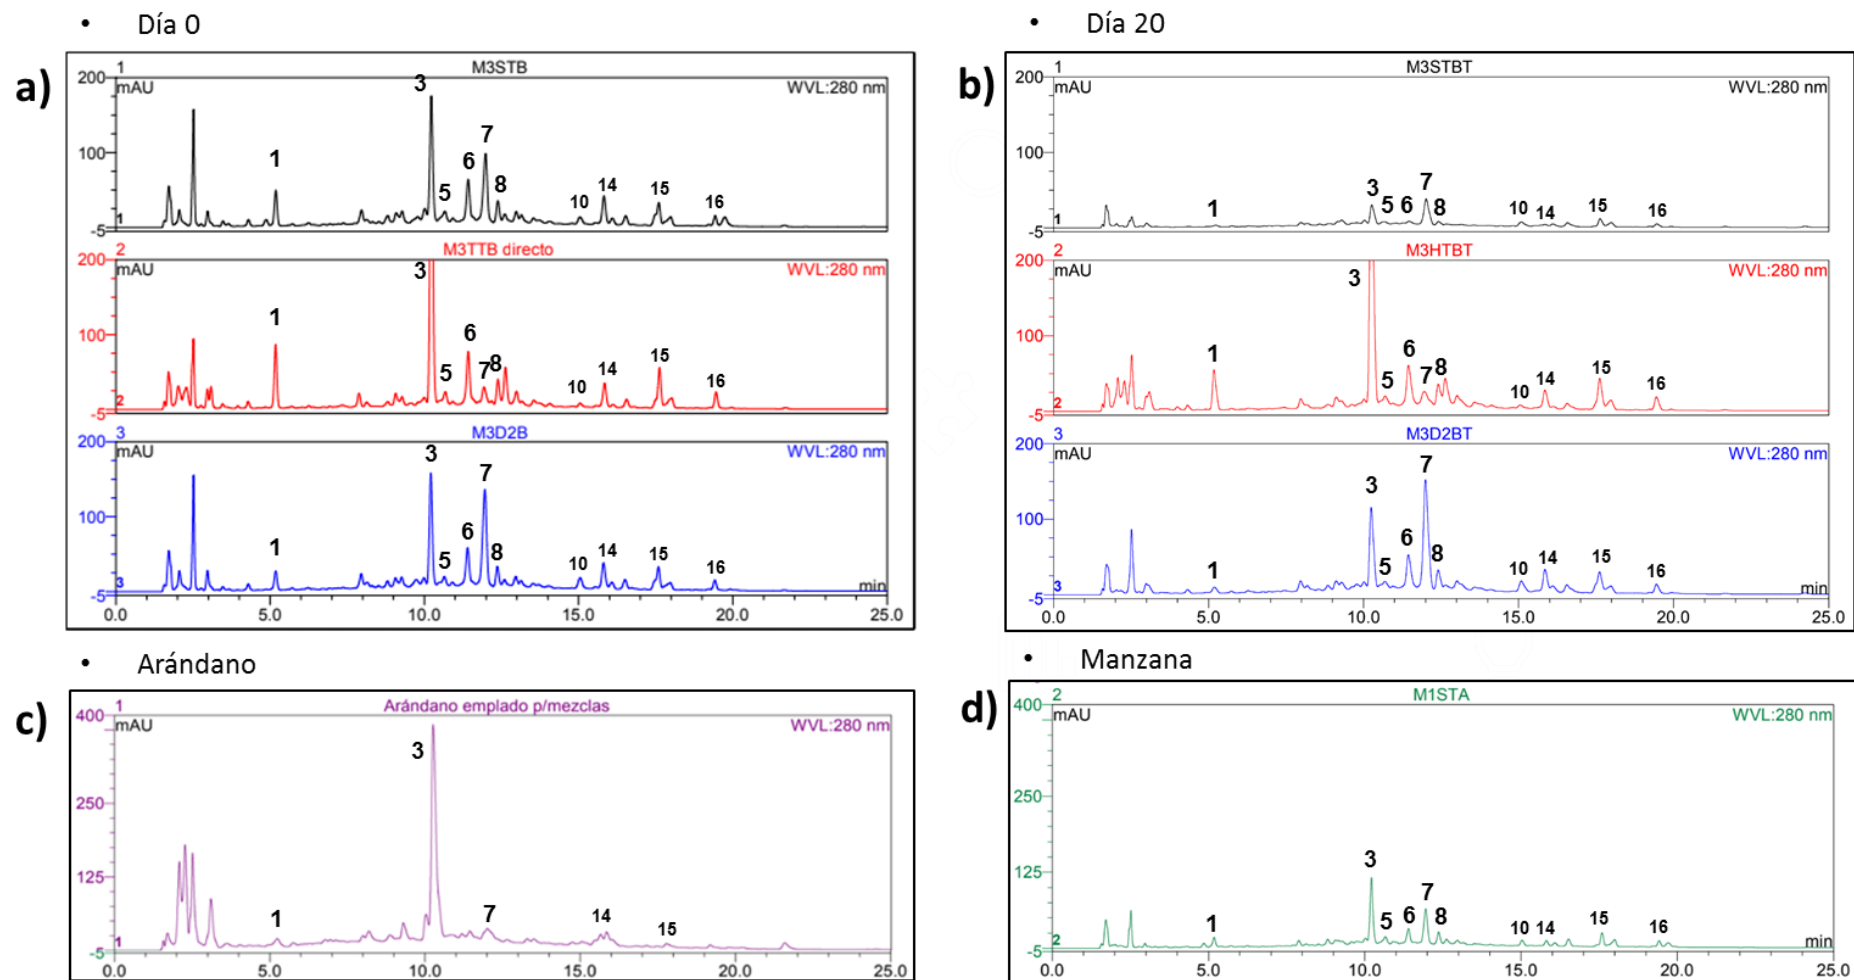 • Día 0
a)
1 M3STB
200 mAU WVL:280 nm
100
-5
1
1 3 5 6 7 8 10 14 15 16
2 M3TTB directo
200 mAU WVL:280 nm
100
-5
2
1 3 5 6 7 8 10 14 15 16
3 M3D2B
200 mAU WVL:280 nm
100
-5
3
1 3 5 6 7 8 10 14 15 16
min
0.0 5.0 10.0 15.0 20.0 25.0
• Día 20
b)
1 M3STBT
200 mAU WVL:280 nm
100
-5
1
1 3 5 6 7 8 10 14 15 16
2 M3HTBT
200 mAU WVL:280 nm
100
-5
2
1 3 5 6 7 8 10 14 15 16
3 M3D2BT
200 mAU WVL:280 nm
100
-5
3
1 3 5 6 7 8 10 14 15 16
min
0.0 5.0 10.0 15.0 20.0 25.0
• Arándano
c)
1 Arándano emplado p/mezclas
400 mAU WVL:280 nm
250
125
-5
1
1 3 7 14 15
0.0 5.0 10.0 15.0 20.0 25.0
• Manzana
d)
2 M1STA
400 mAU WVL:280 nm
250
125
-5
2
1 3 5 6 7 8 10 14 15 16
min
0.0 5.0 10.0 15.0 20.0 25.0